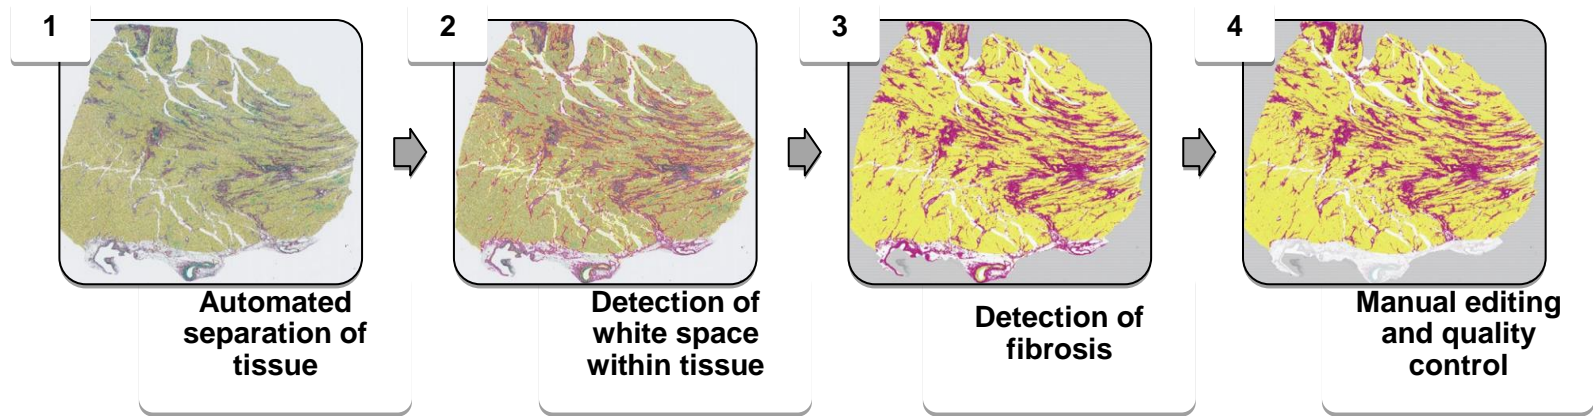 1
Automated
separation of
tissue
2
Detection of
white space
within tissue
3
Detection of
fibrosis
4
Manual editing
and quality
control